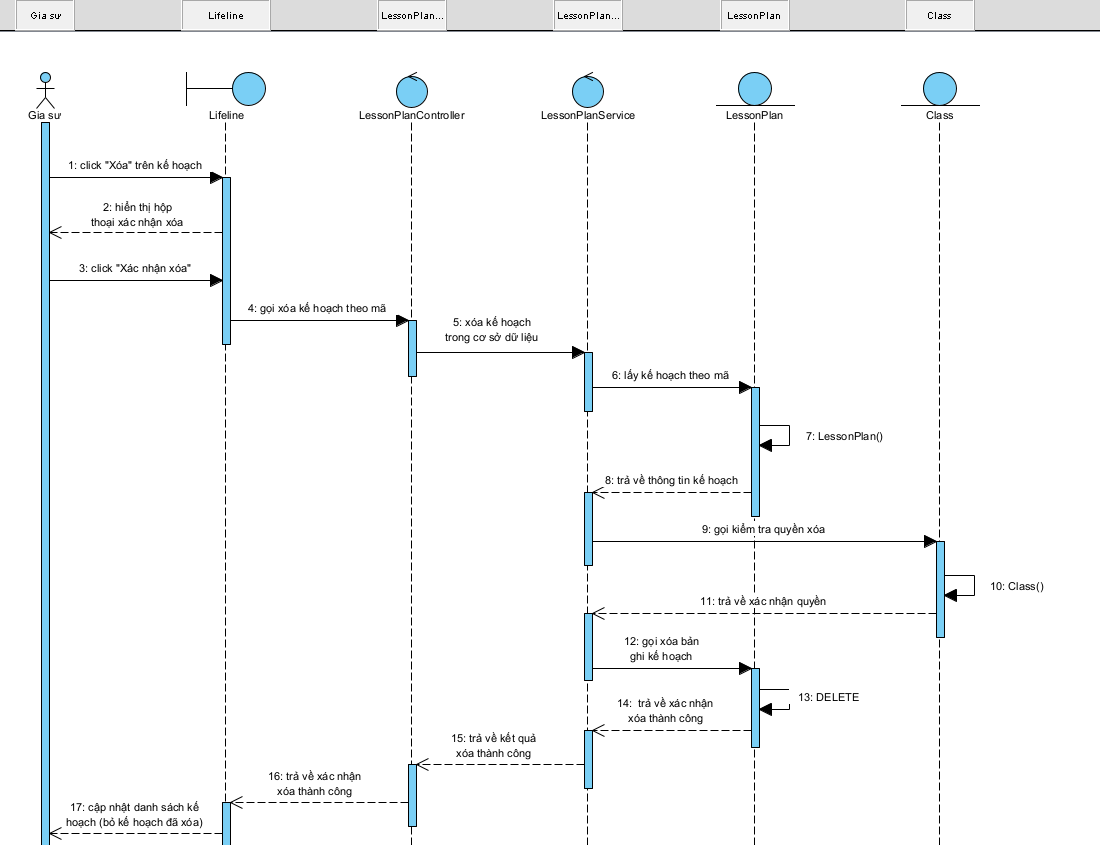 Gia sư
Lifeline
LessonPlan...
LessonPlan...
LessonPlan
Class
Gia sư
Lifeline
LessonPlanController
LessonPlanService
LessonPlan
Class
1: click "Xóa" trên kế hoạch
2: hiển thị hộp
thoại xác nhận xóa
3: click "Xác nhận xóa"
4: gọi xóa kế hoạch theo mã
5: xóa kế hoạch
trong cơ sở dữ liệu
6: lấy kế hoạch theo mã
7: LessonPlan()
8: trả về thông tin kế hoạch
9: gọi kiểm tra quyền xóa
10: Class()
11: trả về xác nhận quyền
12: gọi xóa bản
ghi kế hoạch
13: DELETE
14: trả về xác nhận
xóa thành công
15: trả về kết quả
xóa thành công
16: trả về xác nhận
xóa thành công
17: cập nhật danh sách kế
hoạch (bỏ kế hoạch đã xóa)